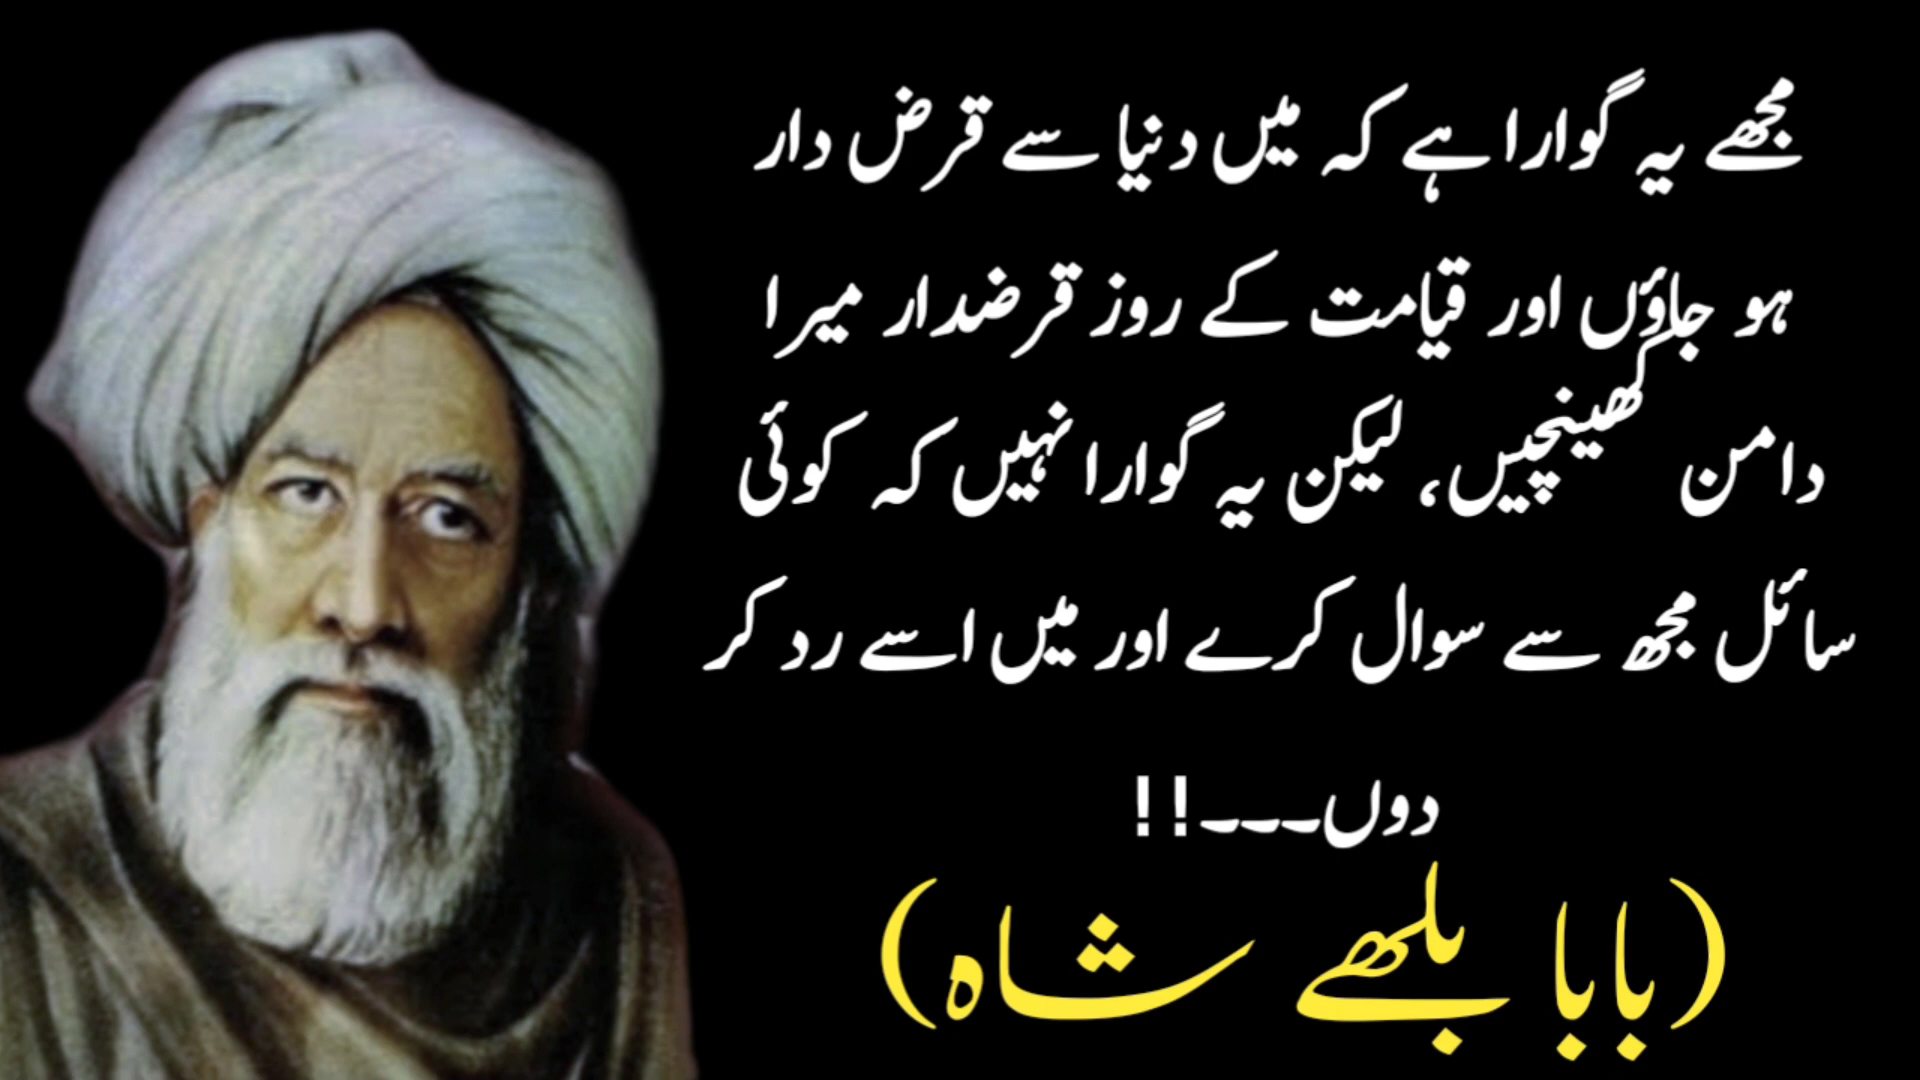 مجھے یہ گوارا ہے کہ میں دنیا سے قرض دار
ہو جاؤں اور قیامت کے روز قرضدار میرا
دامن کھینچیں، لیکن یہ گوارا نہیں کہ کوئی
سائل مجھ سے سوال کرے اور میں اسے رد کر
دوں۔۔۔!!
(بابا بلھے شاہ)